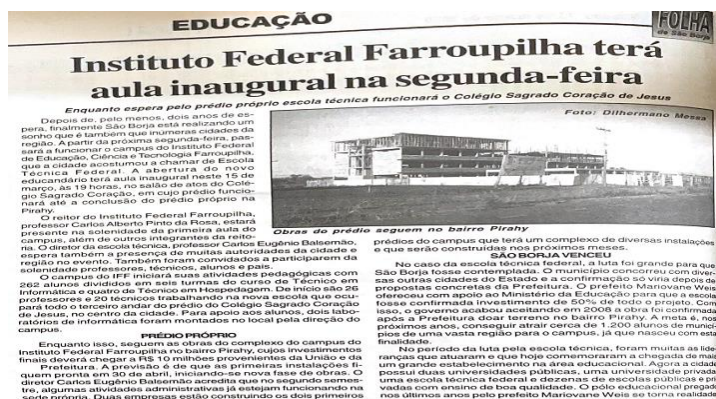 EDUCAÇÃO
FOLHA
de São Borja
Instituto Federal Farroupilha terá
aula inaugural na segunda-feira
Enquanto espera pelo prédio próprio escola técnica funcionará o Colégio Sagrado Coração de Jesus
Depois de, pelo menos, dois anos de es-
pera, finalmente São Borja está realizando um
sonho que é também que inúmeras cidades da
região. A partir da próxima segunda-feira, pas-
sará a funcionar o campus do Instituto Federal
de Educação, Ciência e Tecnologia Farroupilha,
que a cidade acostumou a chamar de Escola
Técnica Federal. A abertura do novo
educandário terá aula inaugural neste 15 de
março, às 19 horas, no salão de atos do Colé-
gio Sagrado Coração, em cujo prédio funcio-
nará até a conclusão do prédio próprio na
Pirahy.
O reitor do Instituto Federal Farroupilha,
professor Carlos Alberto Pinto da Rosa, estará
presente na solenidade da primeira aula do
campus, além de outros integrantes da reito-
ria. O diretor da escola técnica, professor Carlos Eugênio Balsemão,
espera também a presença de muitas autoridades da cidade e
região no evento. Também foram convidados a participarem da
solenidade professores, técnicos, alunos e pais.
O campus do IFF iniciará suas atividades pedagógicas com
262 alunos divididos em seis turmas do curso de Técnico em
Informática e quatro de Técnico em Hospedagem. De início são 26
professores e 20 técnicos trabalhando na nova escola que ocu-
pará todo o terceiro andar do prédio do Colégio Sagrado Coração
de Jesus, no centro da cidade. Para apoio aos alunos, dois labo-
ratórios de informática foram montados no local pela direção do
campus.
PRÉDIO PRÓPRIO
Enquanto isso, seguem as obras do complexo do campus do
Instituto Federal Farroupilha no bairro Pirahy, cujos investimentos
finais deverá chegar a R$ 10 milhões provenientes da União e da
Prefeitura. A previsão é de que as primeiras instalações fi-
quem pronta em 30 de abril, iniciando-se nova fase de obras. O
diretor Carlos Eugênio Balsemão acredita que no segundo semes-
tre, algumas atividades administrativas já estejam funcionando na
sede própria. Duas empresas estão construindo os dois primeiros
Foto: Dilhermano Messa
Obras do prédio seguem no bairro Pirahy
prédios do campus que terá um complexo de diversas instalações
e que serão construídas nos próximos meses.
SÃO BORJA VENCEU
No caso da escola técnica federal, a luta foi grande para que
São Borja fosse contemplada. O município concorreu com diver-
sas outras cidades do Estado e a confirmação só viria depois de
propostas concretas da Prefeitura. O prefeito Mariovane Weis
ofereceu com apoio ao Ministério da Educação para que a escola
fosse confirmada investimento de 50% de todo o projeto. Com
isso, o governo acabou aceitando em 2008 a obra foi confirmada
após a Prefeitura doar terreno no bairro Pirahy. A meta é, nos
próximos anos, conseguir atrair cerca de 1.200 alunos de municí-
pios de uma vasta região para o campus, já que nasceu com esta
finalidade.
No período da luta pela escola técnica, foram muitas as lide-
ranças que atuaram e que hoje comemoraram a chegada de mais
um grande estabelecimento na área educacional. Agora a cidade
possui duas universidades públicas, uma universidade privada
uma escola técnica federal e dezenas de escolas públicas e pri-
vadas com ensino de boa qualidade. O pólo educacional pregado
nos últimos anos pelo prefeito Mariovane Weis se torna realidade